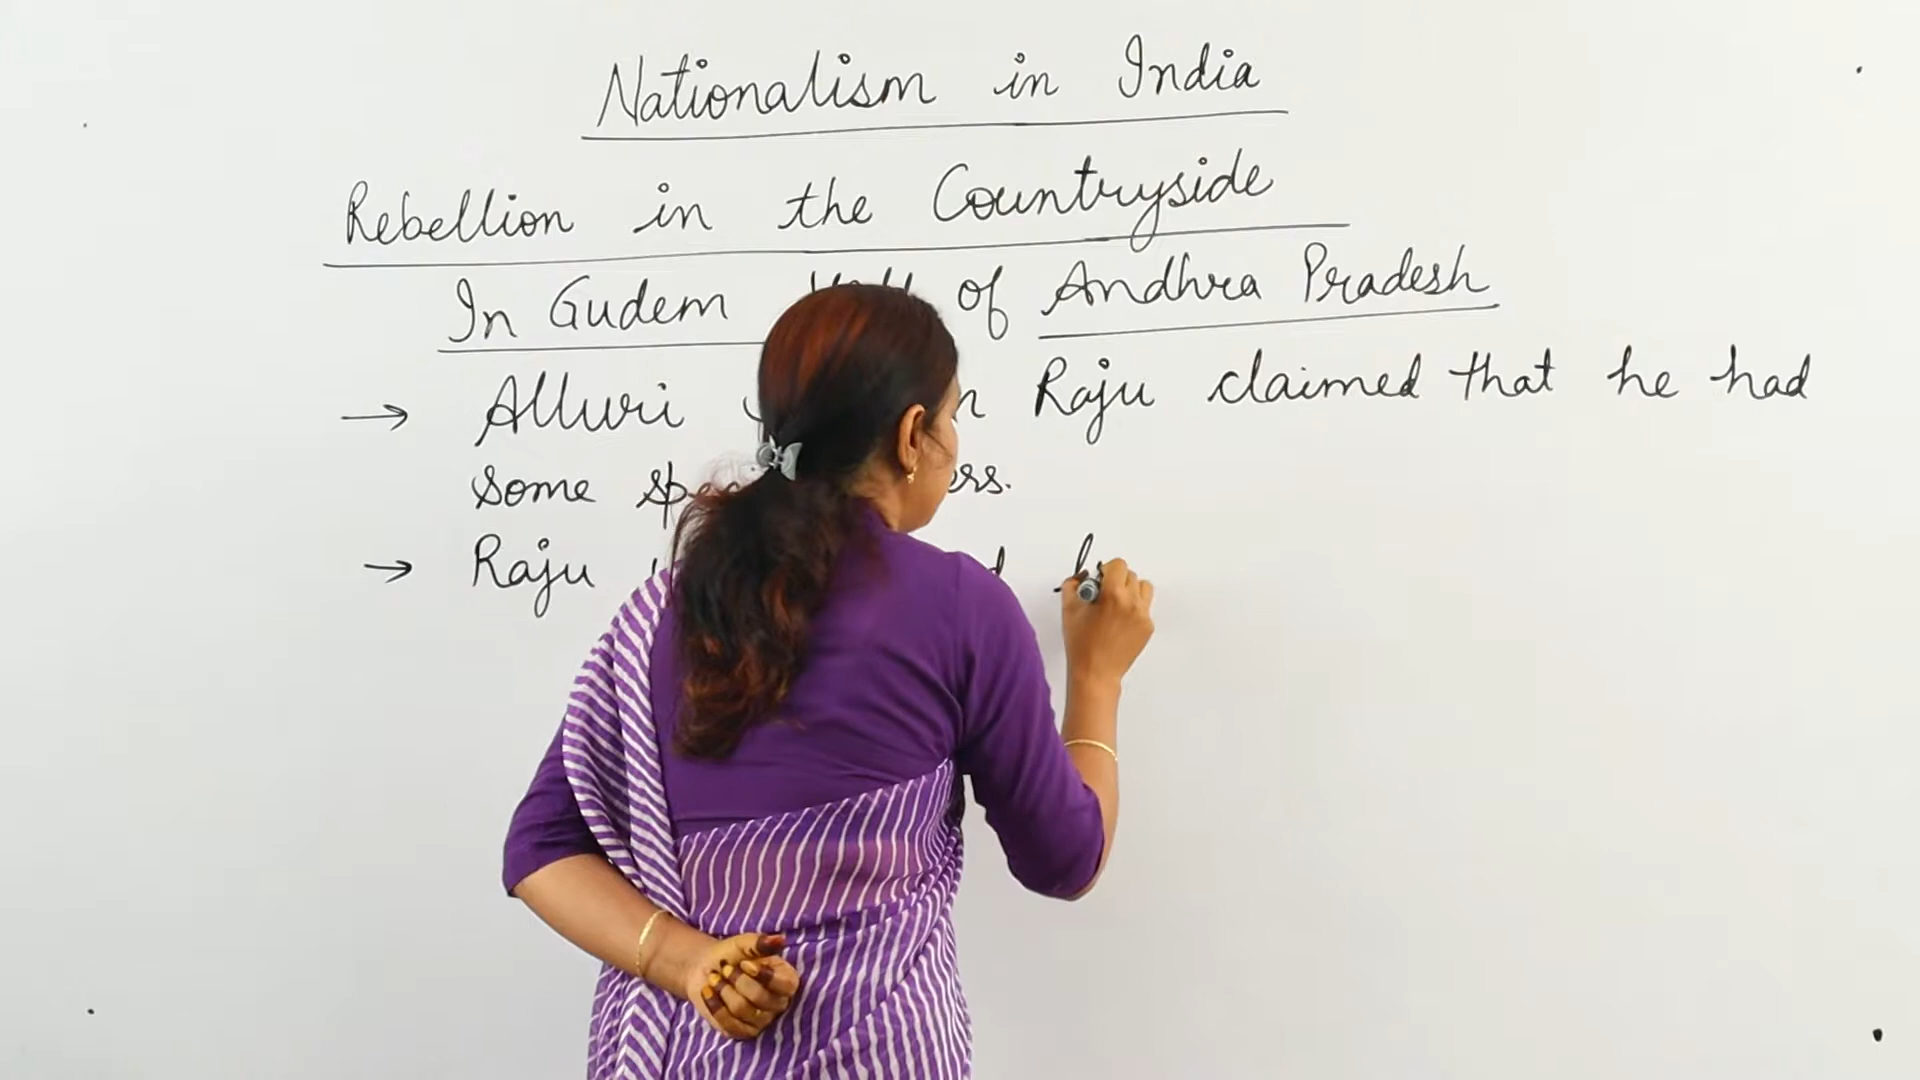 Nationalism in India
Rebellion in the Countryside
In Gudem of Andhra Pradesh
→ Alluri Raju claimed that he had
some
→ Raju